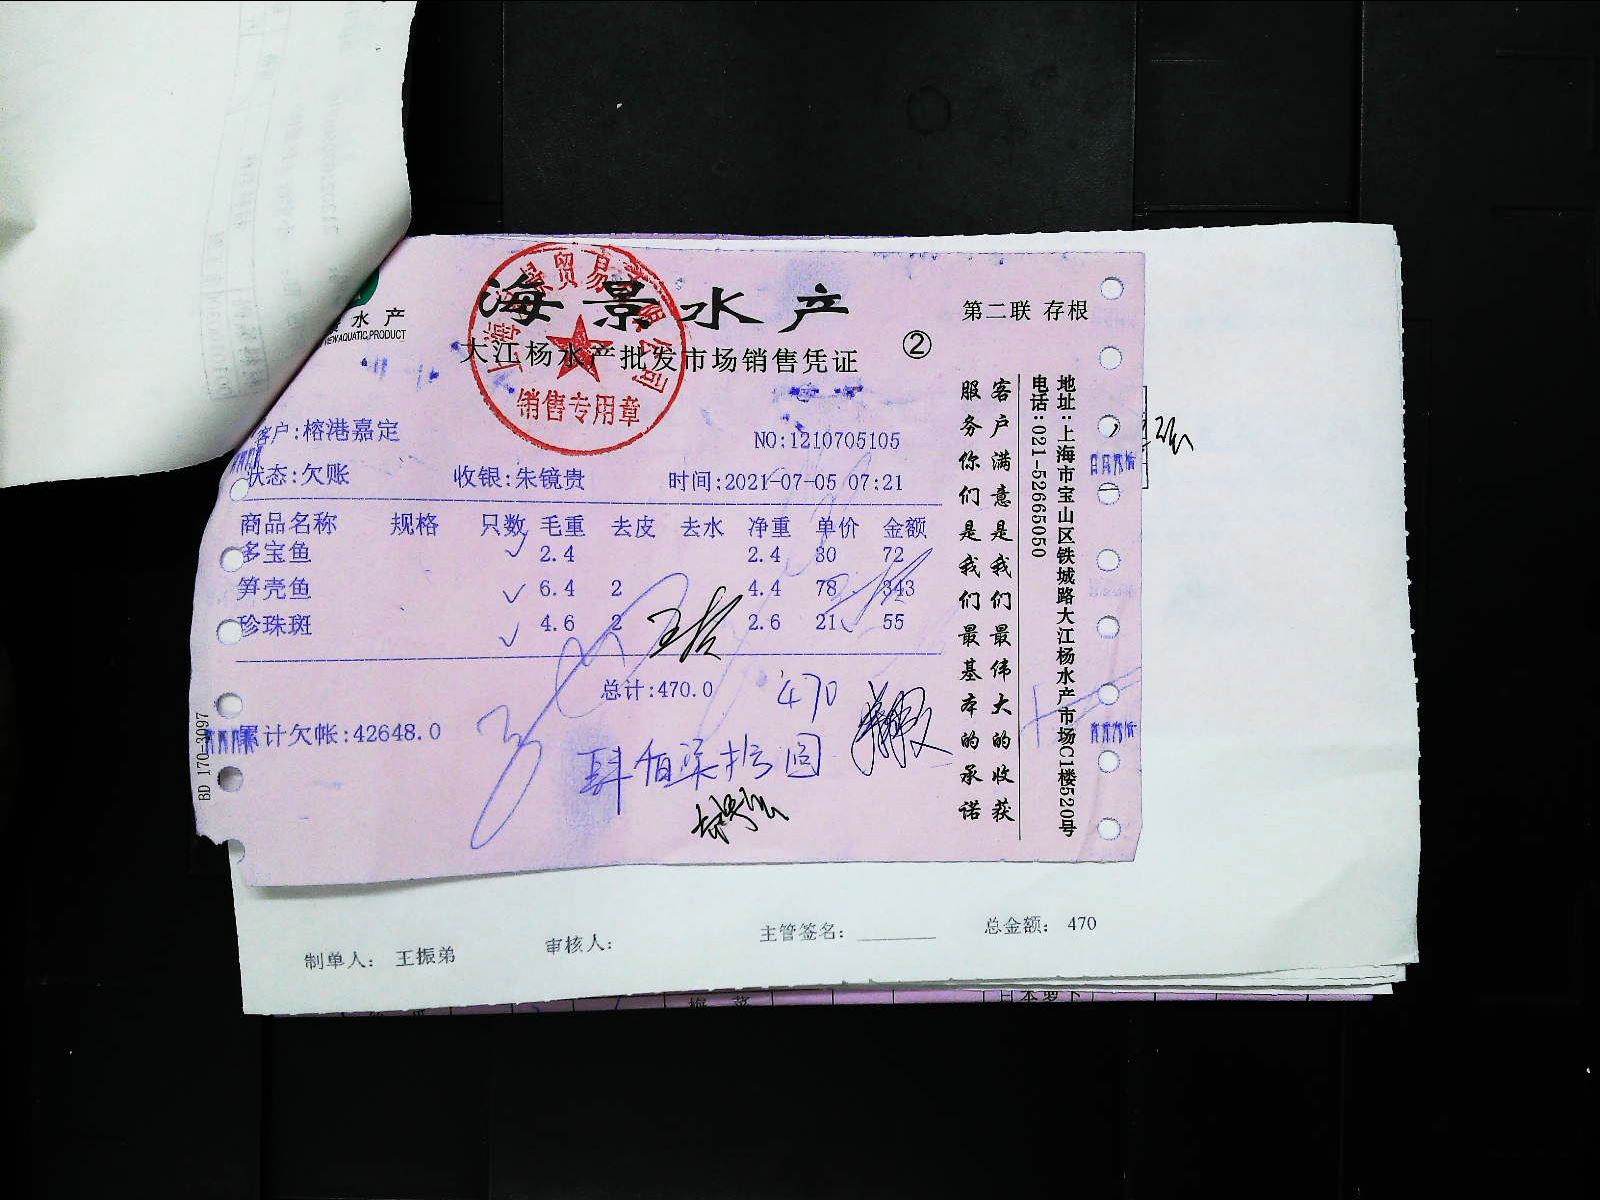 海景水产
第二联 存根
水产
AQUATIC PRODUCT
大江杨水产批发市场销售凭证
②
贸易
销售专用章
客户:榕港嘉定
NO:1210705105
状态:欠账 收银:朱镜贵 时间:2021-07-05 07:21
商品名称 规格 只数 毛重 去皮 去水 净重 单价 金额
多宝鱼 2.4 2.4 30 72
笋壳鱼 6.4 2 4.4 78 343
珍珠斑 4.6 2 2.6 21 55
总计:470.0
470
累计欠帐:42648.0
肆佰柒拾圆
BD 170-3097
客户满意是我们最伟大的收获
服务你们是我们最基本的承诺
地址:上海市宝山区铁城路大江杨水产市场C1楼520号
电话:021-52665050
制单人: 王振弟 审核人: 主管签名: 总金额: 470